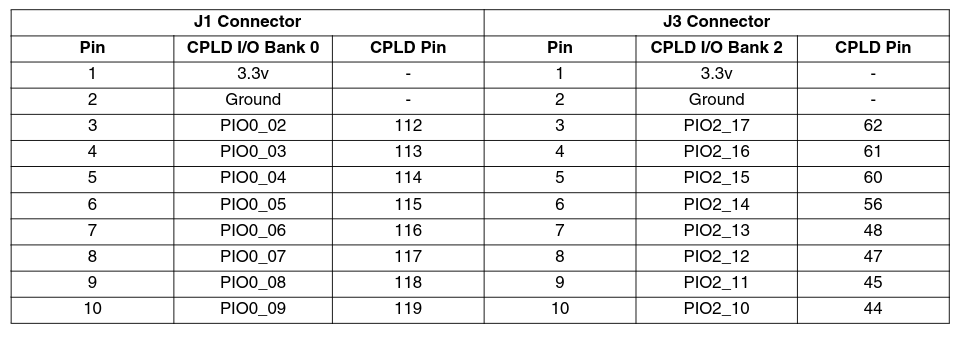 J1 Connector J3 Connector
Pin CPLD I/O Bank 0 CPLD Pin Pin CPLD I/O Bank 2 CPLD Pin
1 3.3v - 1 3.3v -
2 Ground - 2 Ground -
3 PIO0_02 112 3 PIO2_17 62
4 PIO0_03 113 4 PIO2_16 61
5 PIO0_04 114 5 PIO2_15 60
6 PIO0_05 115 6 PIO2_14 56
7 PIO0_06 116 7 PIO2_13 48
8 PIO0_07 117 8 PIO2_12 47
9 PIO0_08 118 9 PIO2_11 45
10 PIO0_09 119 10 PIO2_10 44